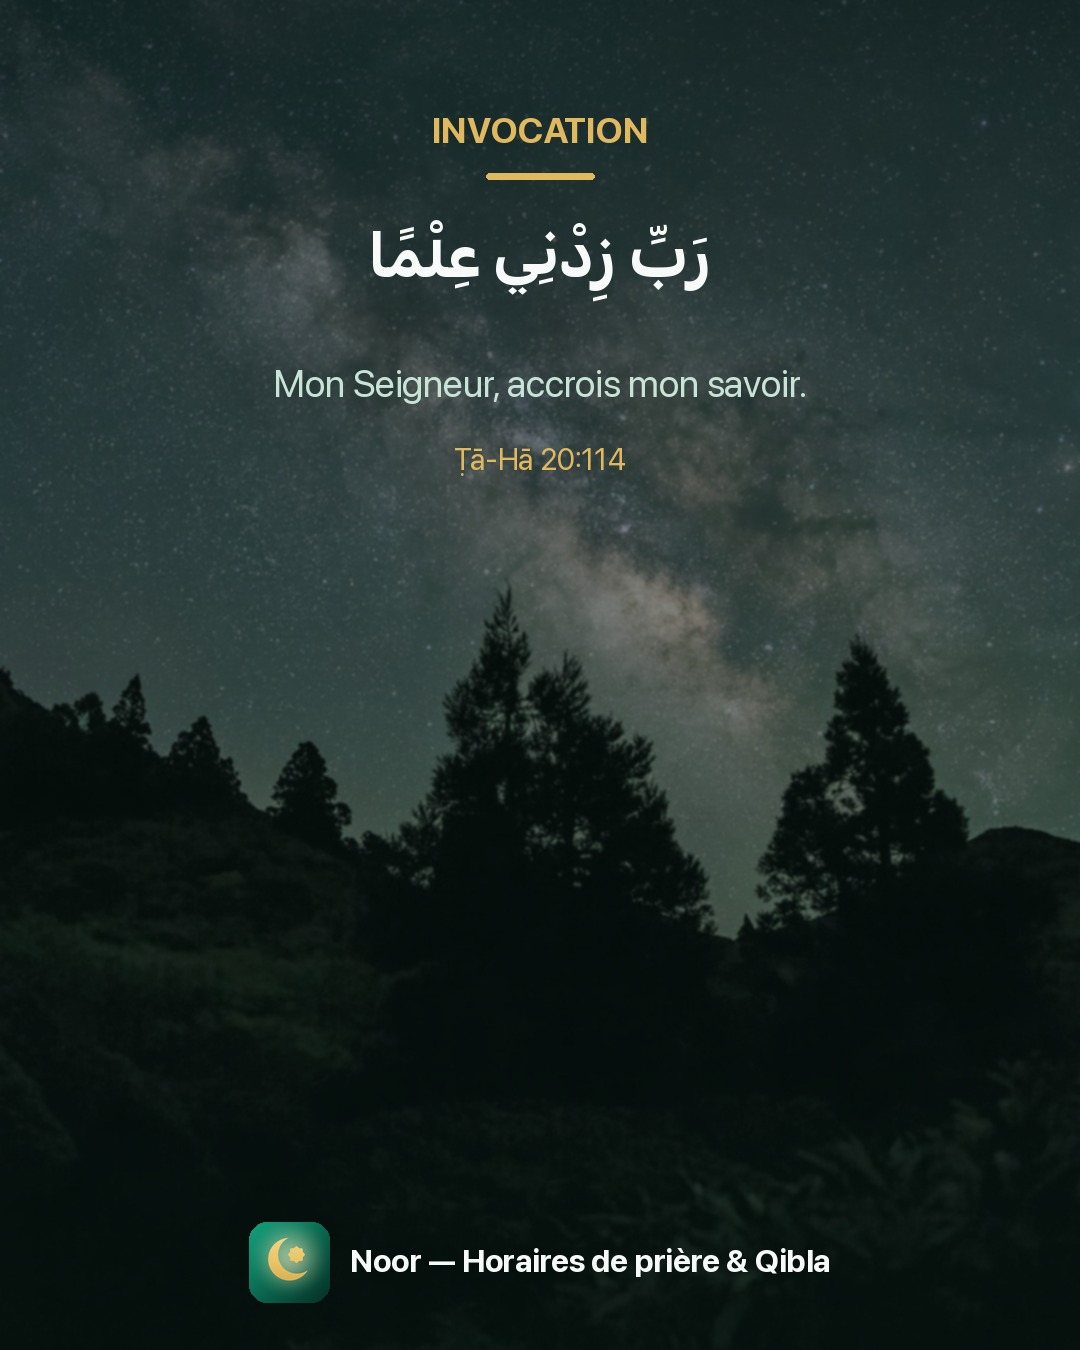 INVOCATION
رَبِّ زِدْنِي عِلْمًا
Mon Seigneur, accrois mon savoir.
Ṭā-Hā 20:114
Noor — Horaires de prière & Qibla